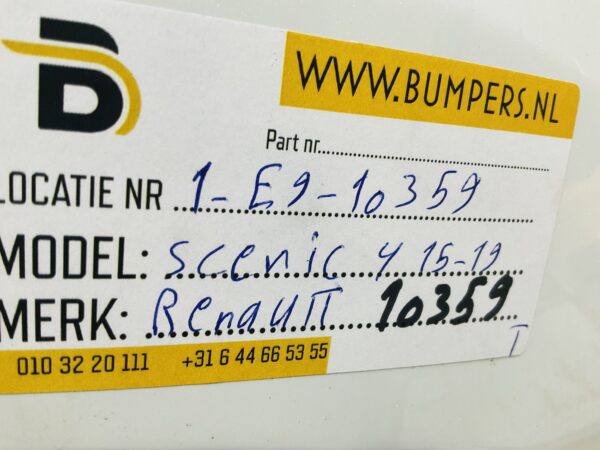 B
WWW.BUMPERS.NL
Part nr.
LOCATIE NR 1-E9-10359
MODEL: Scenic 4 15-19
MERK: Renault 10359
T
010 32 20 111 +31 6 44 66 53 55